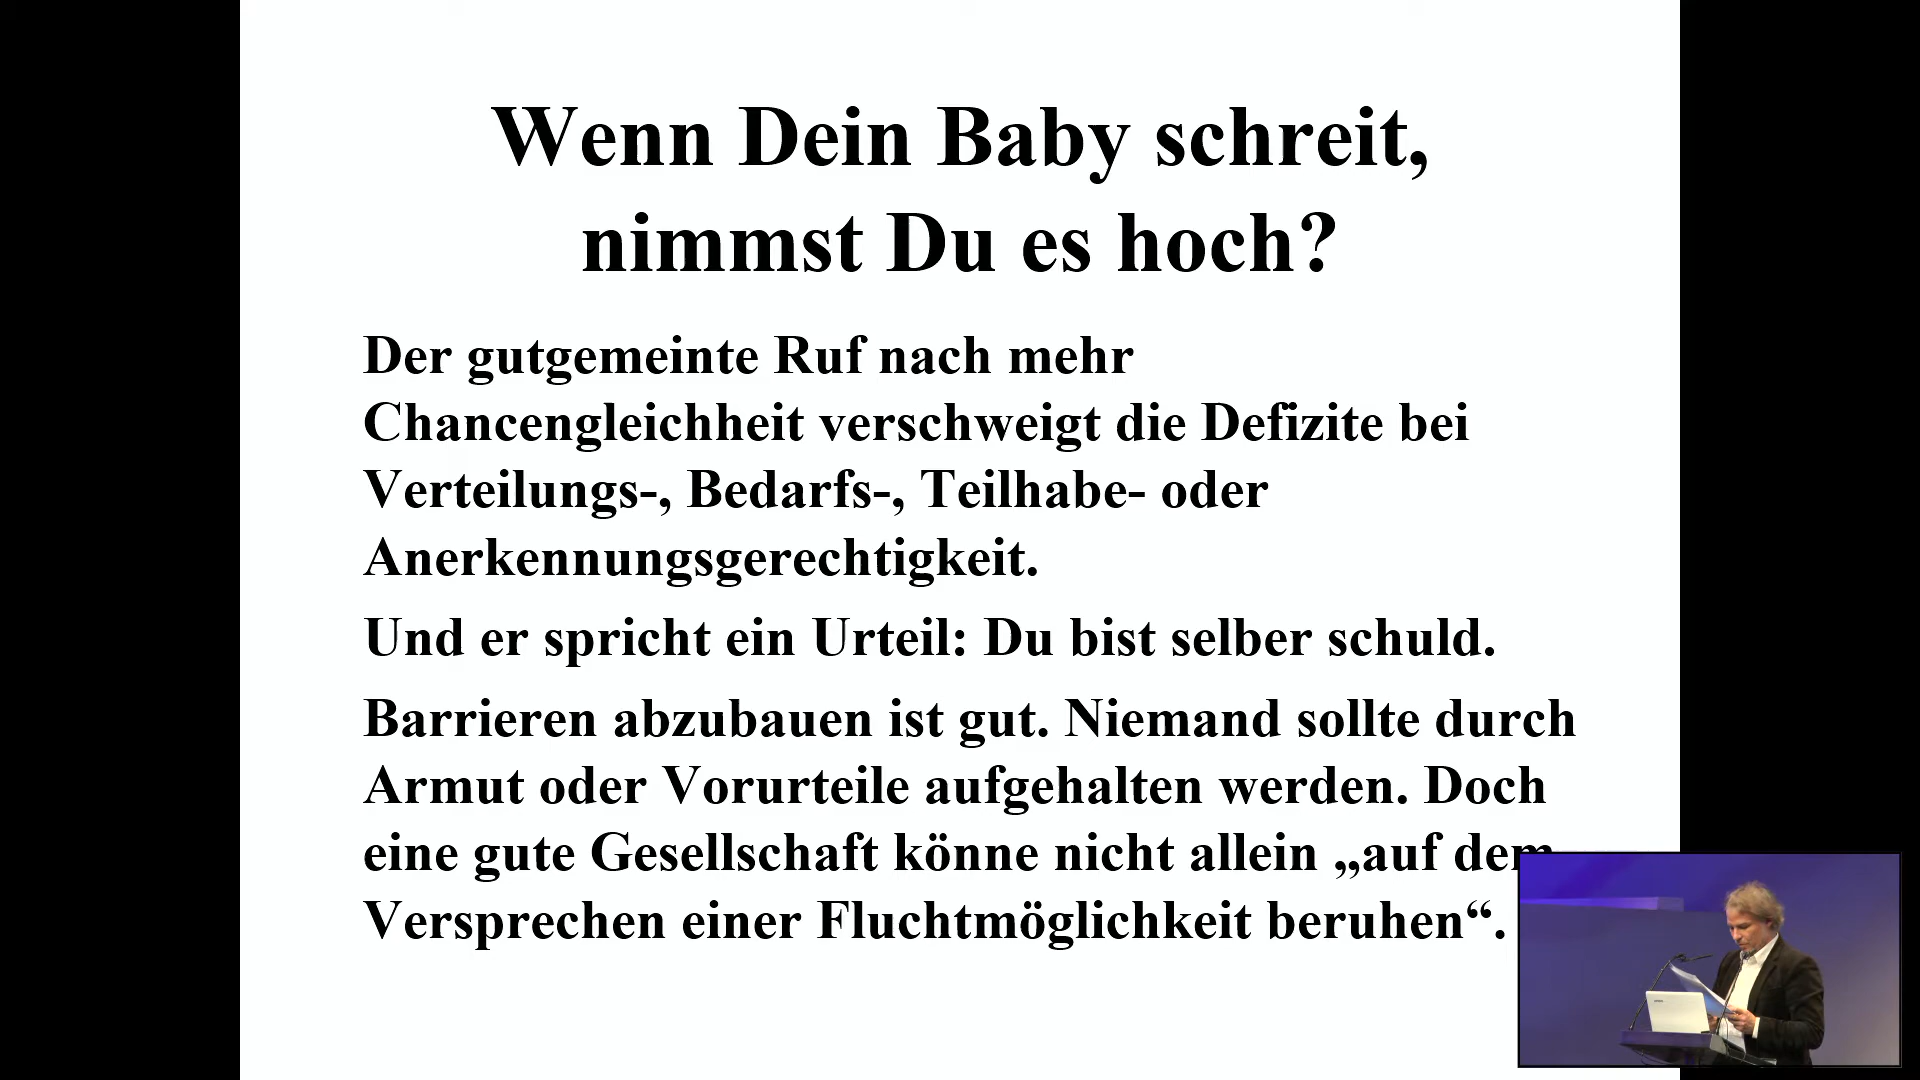 Wenn Dein Baby schreit,
nimmst Du es hoch?
Der gutgemeinte Ruf nach mehr
Chancengleichheit verschweigt die Defizite bei
Verteilungs-, Bedarfs-, Teilhabe- oder
Anerkennungsgerechtigkeit.
Und er spricht ein Urteil: Du bist selber schuld.
Barrieren abzubauen ist gut. Niemand sollte durch
Armut oder Vorurteile aufgehalten werden. Doch
eine gute Gesellschaft könne nicht allein „auf dem
Versprechen einer Fluchtmöglichkeit beruhen“.